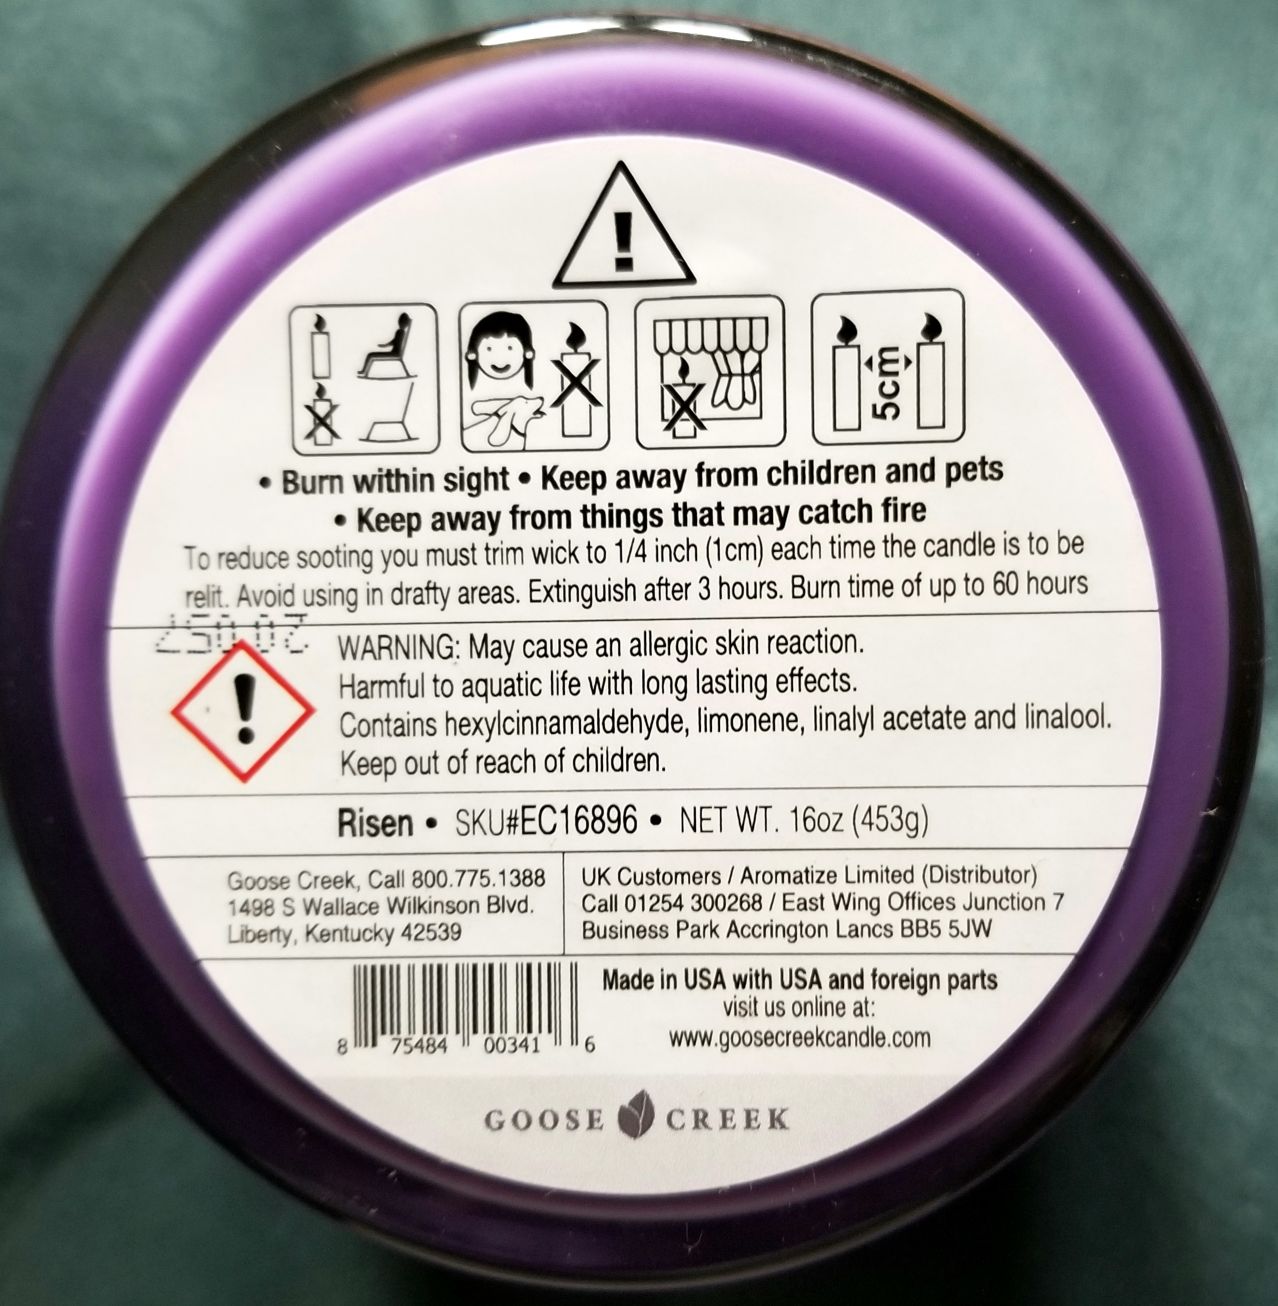 !
5cm
• Burn within sight • Keep away from children and pets
• Keep away from things that may catch fire
To reduce sooting you must trim wick to 1/4 inch (1cm) each time the candle is to be
relit. Avoid using in drafty areas. Extinguish after 3 hours. Burn time of up to 60 hours
!
WARNING: May cause an allergic skin reaction.
Harmful to aquatic life with long lasting effects.
Contains hexylcinnamaldehyde, limonene, linalyl acetate and linalool.
Keep out of reach of children.
Risen • SKU#EC16896 • NET WT. 16oz (453g)
Goose Creek, Call 800.775.1388
1498 S Wallace Wilkinson Blvd.
Liberty, Kentucky 42539
UK Customers / Aromatize Limited (Distributor)
Call 01254 300268 / East Wing Offices Junction 7
Business Park Accrington Lancs BB5 5JW
Made in USA with USA and foreign parts
visit us online at:
www.goosecreekcandle.com
8 75484 00341 6
GOOSE CREEK